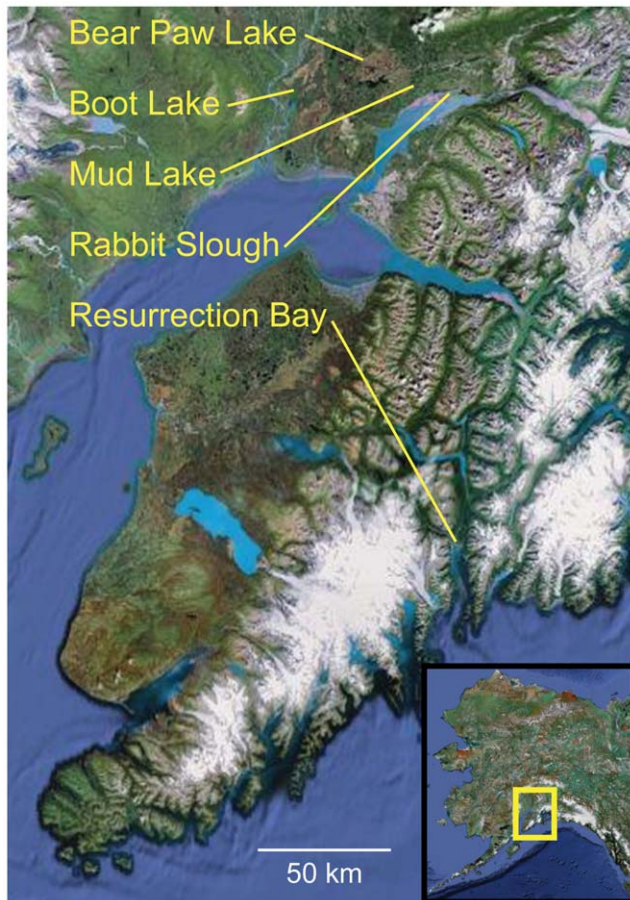 Bear Paw Lake
Boot Lake
Mud Lake
Rabbit Slough
Resurrection Bay
50 km